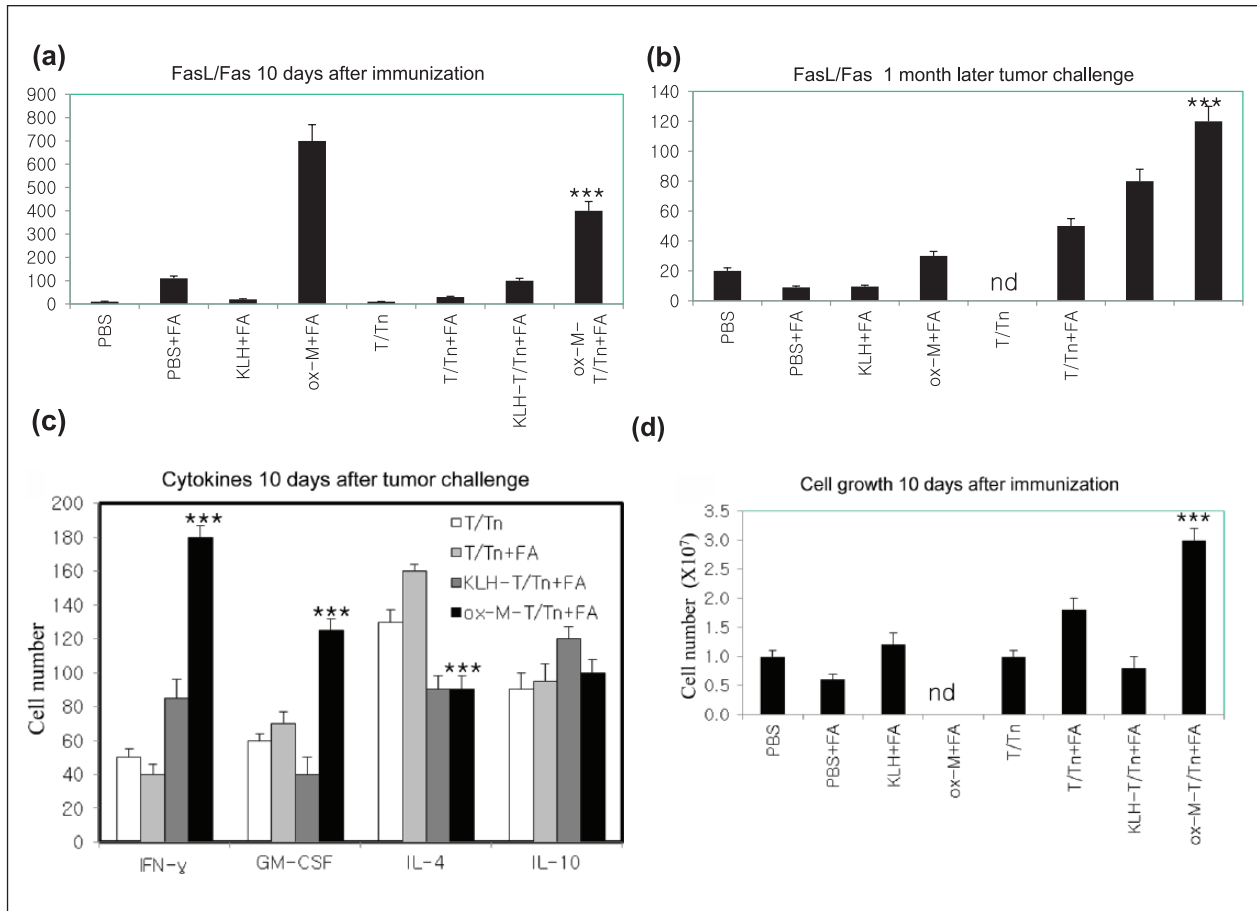 (a)
FasL/Fas 10 days after immunization
900
800
700
600
500
400
300
200
100
0
***
PBS
PBS+FA
KLH+FA
ox-M+FA
T/Tn
T/Tn+FA
KLH-T/Tn+FA
ox-M-
T/Tn+FA
(b)
FasL/Fas 1 month later tumor challenge
140
120
100
80
60
40
20
0
nd
***
PBS
PBS+FA
KLH+FA
ox-M+FA
T/Tn
T/Tn+FA
(c)
Cytokines 10 days after tumor challenge
Cell number
200
180
160
140
120
100
80
60
40
20
0
***
***
***
T/Tn
T/Tn+FA
KLH-T/Tn+FA
ox-M-T/Tn+FA
IFN-ɣ
GM-CSF
IL-4
IL-10
(d)
Cell growth 10 days after immunization
Cell number (X10⁷)
3.5
3.0
2.5
2.0
1.5
1.0
0.5
0.0
nd
***
PBS
PBS+FA
KLH+FA
ox-M+FA
T/Tn
T/Tn+FA
KLH-T/Tn+FA
ox-M-T/Tn+FA